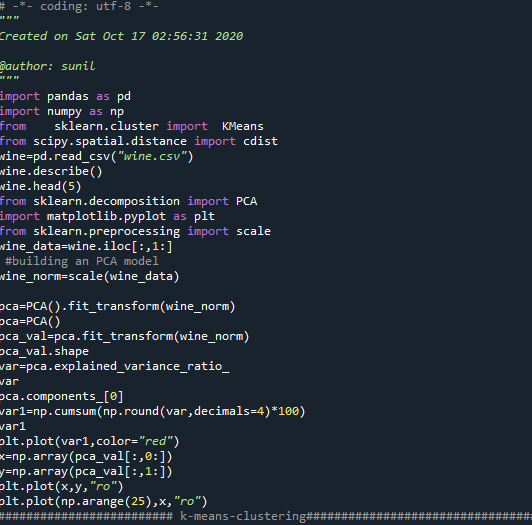 # -*- coding: utf-8 -*-
"""
Created on Sat Oct 17 02:56:31 2020
@author: sunil
"""
import pandas as pd
import numpy as np
from    sklearn.cluster import  KMeans
from scipy.spatial.distance import cdist
wine=pd.read_csv("wine.csv")
wine.describe()
wine.head(5)
from sklearn.decomposition import PCA
import matplotlib.pyplot as plt
from sklearn.preprocessing import scale
wine_data=wine.iloc[:,1:]
 #building an PCA model
wine_norm=scale(wine_data)
pca=PCA().fit_transform(wine_norm)
pca=PCA()
pca_val=pca.fit_transform(wine_norm)
pca_val.shape
var=pca.explained_variance_ratio_
var
pca.components_[0]
var1=np.cumsum(np.round(var,decimals=4)*100)
var1
plt.plot(var1,color="red")
x=np.array(pca_val[:,0:])
y=np.array(pca_val[:,1:])
plt.plot(x,y,"ro")
plt.plot(np.arange(25),x,"ro")
######################### k-means-clustering################################